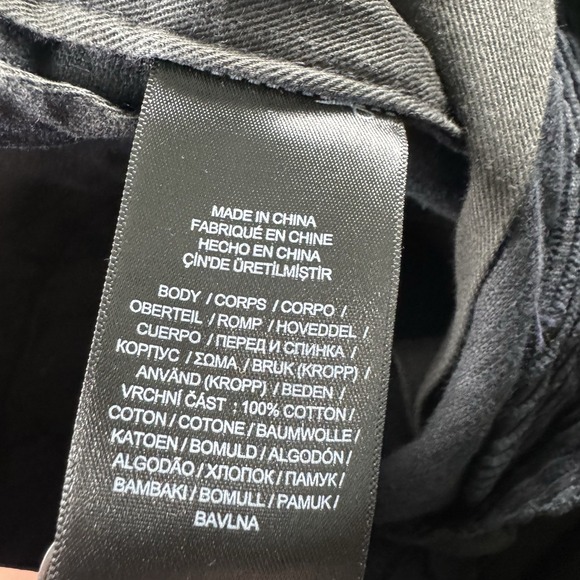 MADE IN CHINA
FABRIQUÉ EN CHINE
HECHO EN CHINA
ÇİN'DE ÜRETİLMİŞTİR
BODY / CORPS / CORPO /
OBERTEIL / ROMP / HOVEDDEL /
CUERPO / ПЕРЕД И СПИНКА /
КОРПУС / ΣΩΜΑ / BRUK (KROPP) /
ANVÄND (KROPP) / BEDEN /
VRCHNÍ ČÁST : 100% COTTON /
COTON / COTONE / BAUMWOLLE /
KATOEN / BOMULD / ALGODÓN /
ALGODÃO / ХЛОПОК / ПАМУК /
ΒΑΜΒΑΚΙ / BOMULL / PAMUK /
BAVLNA